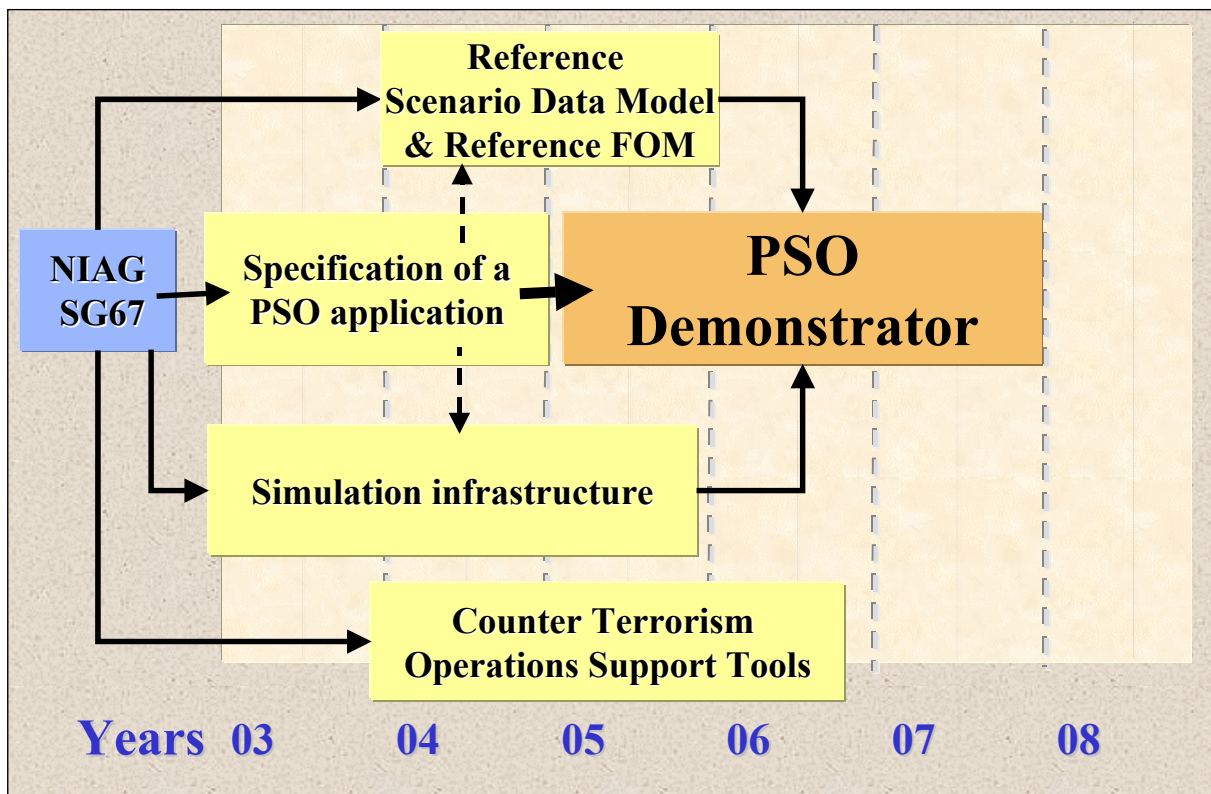 Reference
Scenario Data Model
& Reference FOM
NIAG
SG67
Specification of a
PSO application
PSO
Demonstrator
Simulation infrastructure
Counter Terrorism
Operations Support Tools
Years 03 04 05 06 07 08